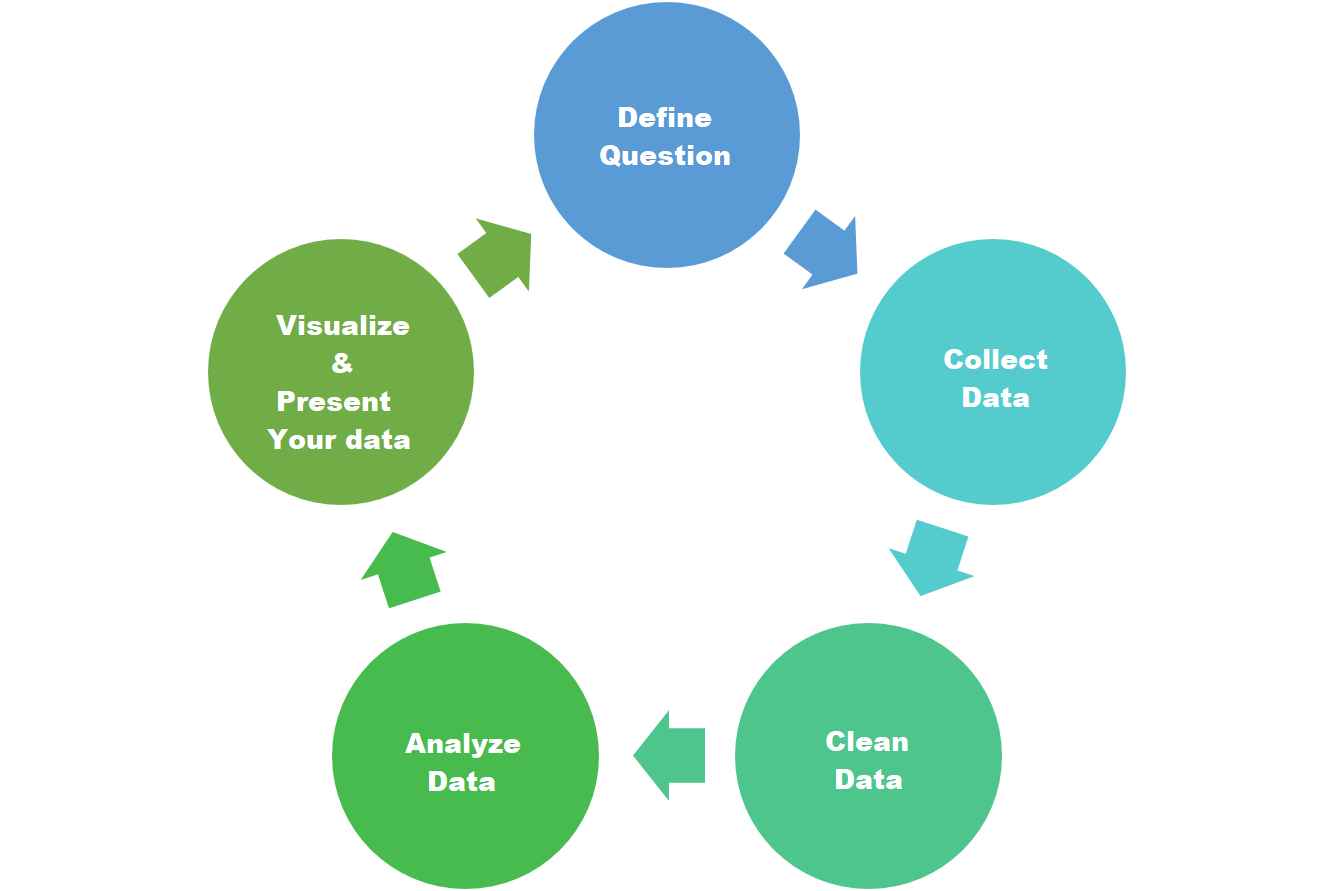 Define
Question
Collect
Data
Clean
Data
Analyze
Data
Visualize
&
Present
Your data